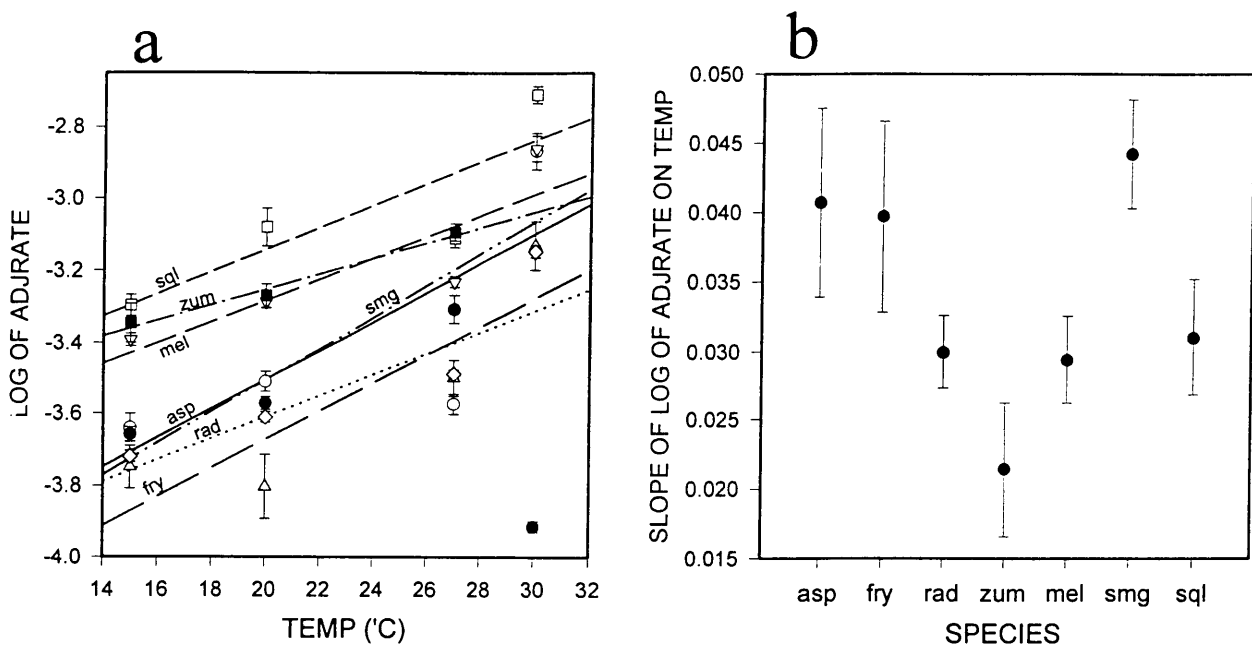 a
b
LOG OF ADJRATE
-2.8
-3.0
-3.2
-3.4
-3.6
-3.8
-4.0
sql
zum
mel
smg
asp
rad
fry
14 16 18 20 22 24 26 28 30 32
TEMP ('C)
SLOPE OF LOG OF ADJRATE ON TEMP
0.050
0.045
0.040
0.035
0.030
0.025
0.020
0.015
asp fry rad zum mel smg sql
SPECIES